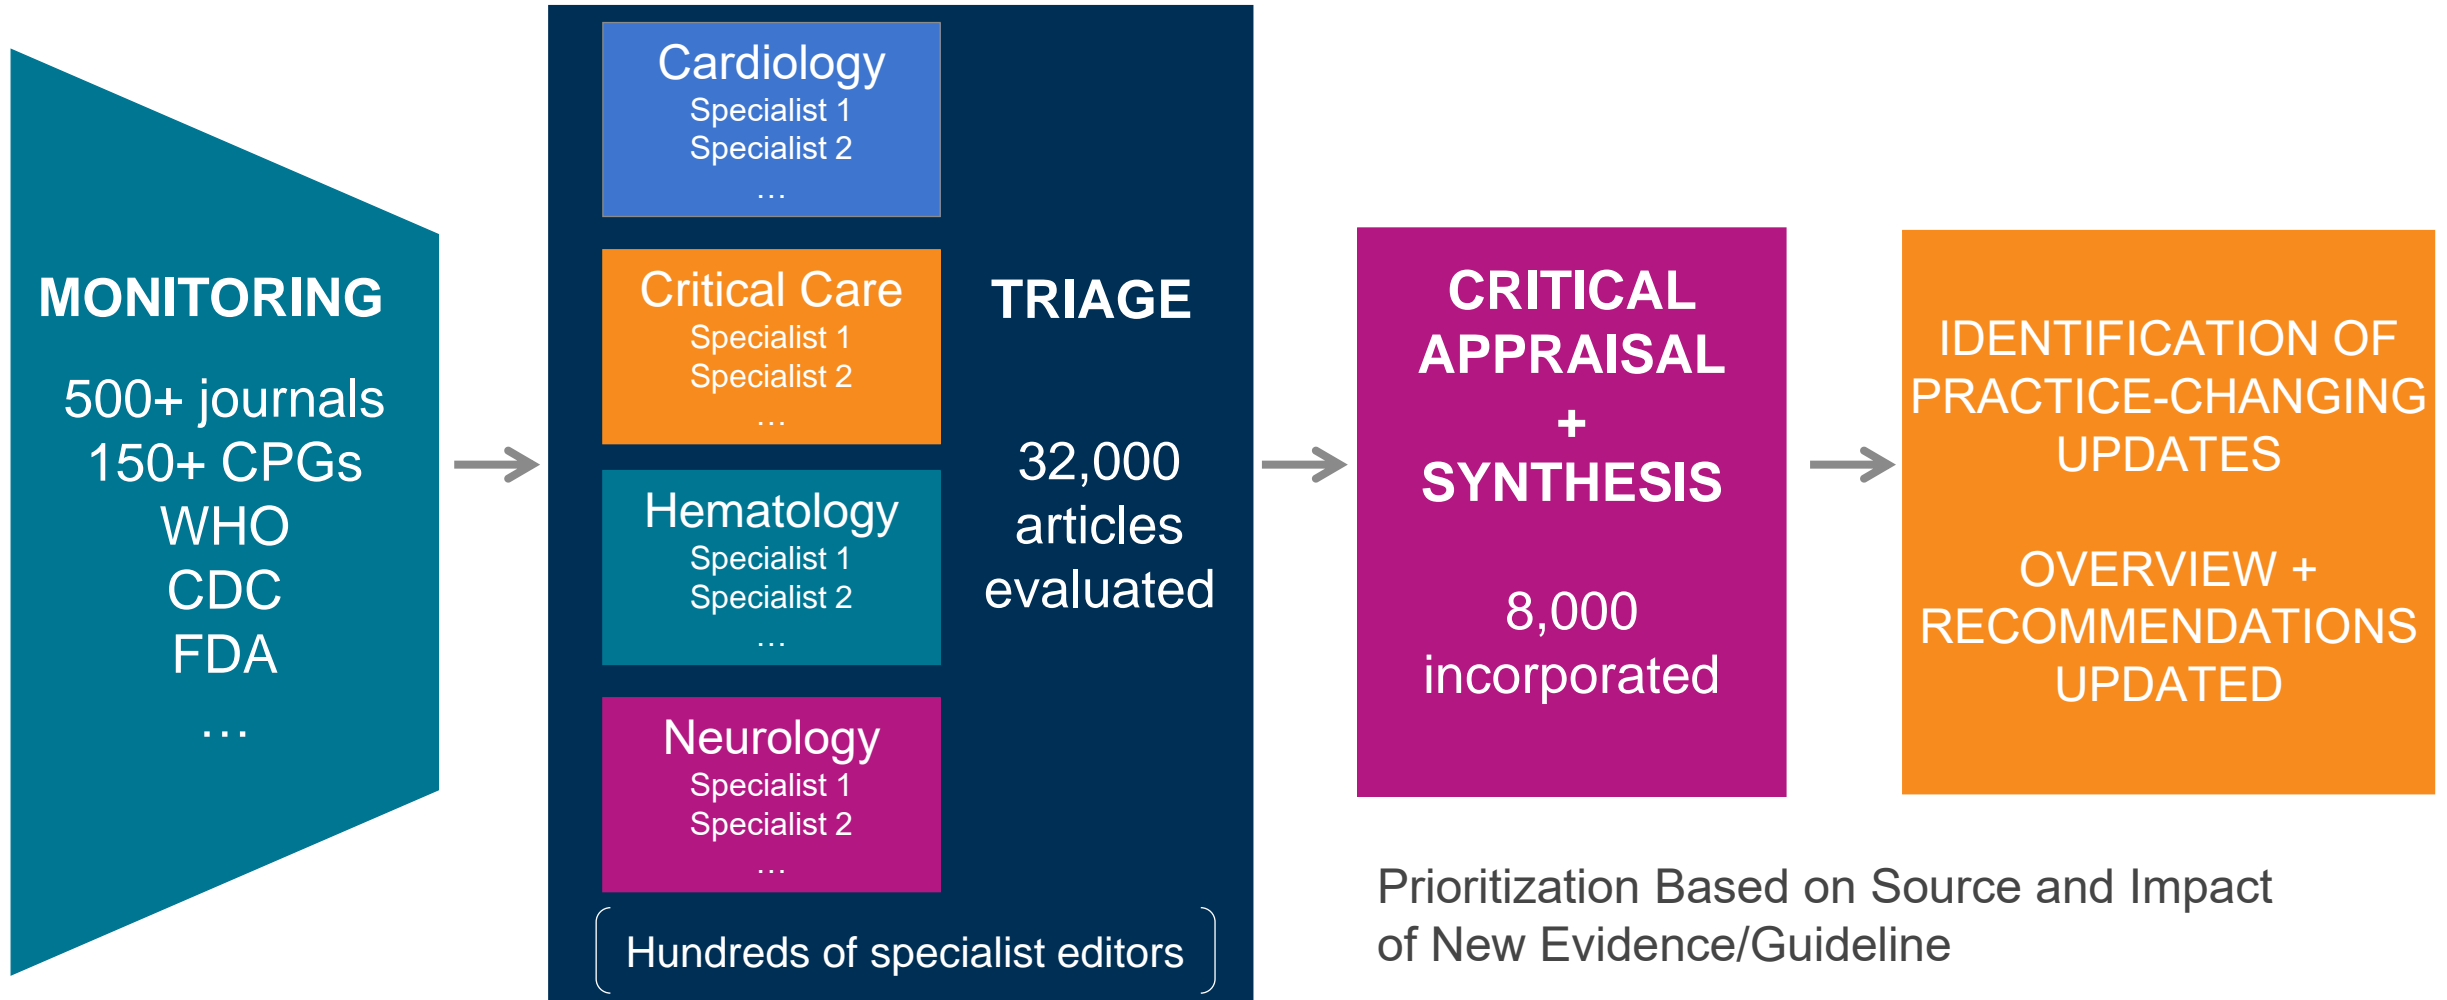 MONITORING
500+ journals
150+ CPGs
WHO
CDC
FDA
...
Cardiology
Specialist 1
Specialist 2
...
Critical Care
Specialist 1
Specialist 2
...
Hematology
Specialist 1
Specialist 2
...
Neurology
Specialist 1
Specialist 2
...
TRIAGE
32,000
articles
evaluated
Hundreds of specialist editors
CRITICAL
APPRAISAL
+
SYNTHESIS
8,000
incorporated
IDENTIFICATION OF
PRACTICE-CHANGING
UPDATES
OVERVIEW +
RECOMMENDATIONS
UPDATED
Prioritization Based on Source and Impact
of New Evidence/Guideline